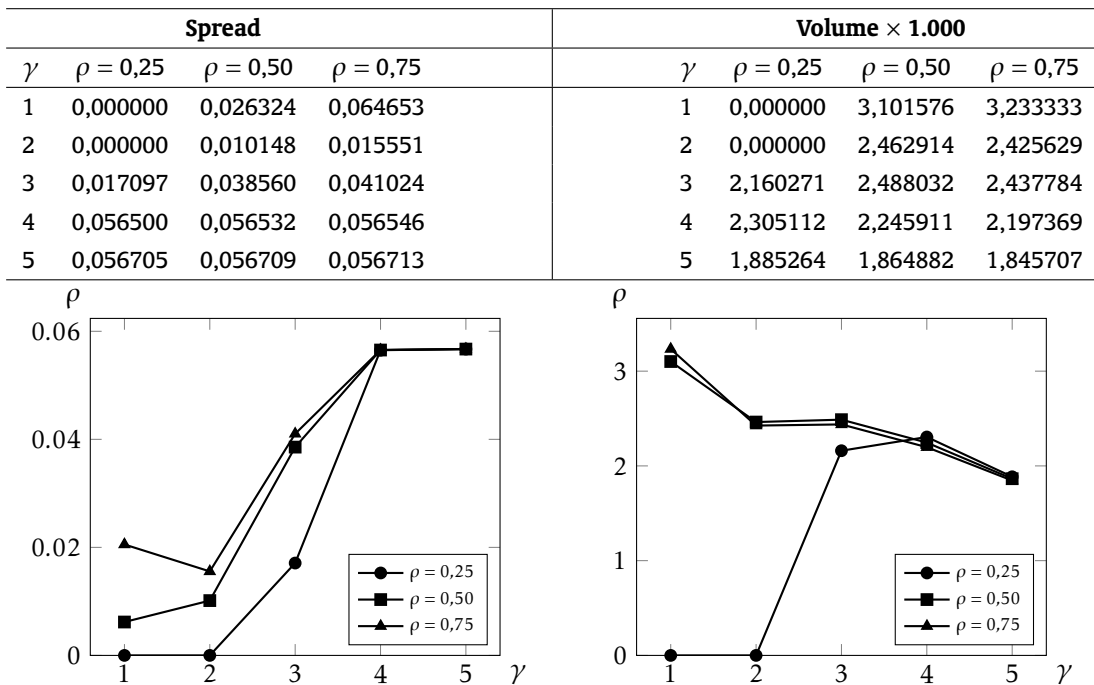 Spread Volume × 1.000
γ ρ = 0,25 ρ = 0,50 ρ = 0,75 γ ρ = 0,25 ρ = 0,50 ρ = 0,75
1 0,000000 0,026324 0,064653 1 0,000000 3,101576 3,233333
2 0,000000 0,010148 0,015551 2 0,000000 2,462914 2,425629
3 0,017097 0,038560 0,041024 3 2,160271 2,488032 2,437784
4 0,056500 0,056532 0,056546 4 2,305112 2,245911 2,197369
5 0,056705 0,056709 0,056713 5 1,885264 1,864882 1,845707
ρ
0.06
0.04
0.02
0
1 2 3 4 5 γ
ρ = 0,25
ρ = 0,50
ρ = 0,75
ρ
3
2
1
0
1 2 3 4 5 γ
ρ = 0,25
ρ = 0,50
ρ = 0,75